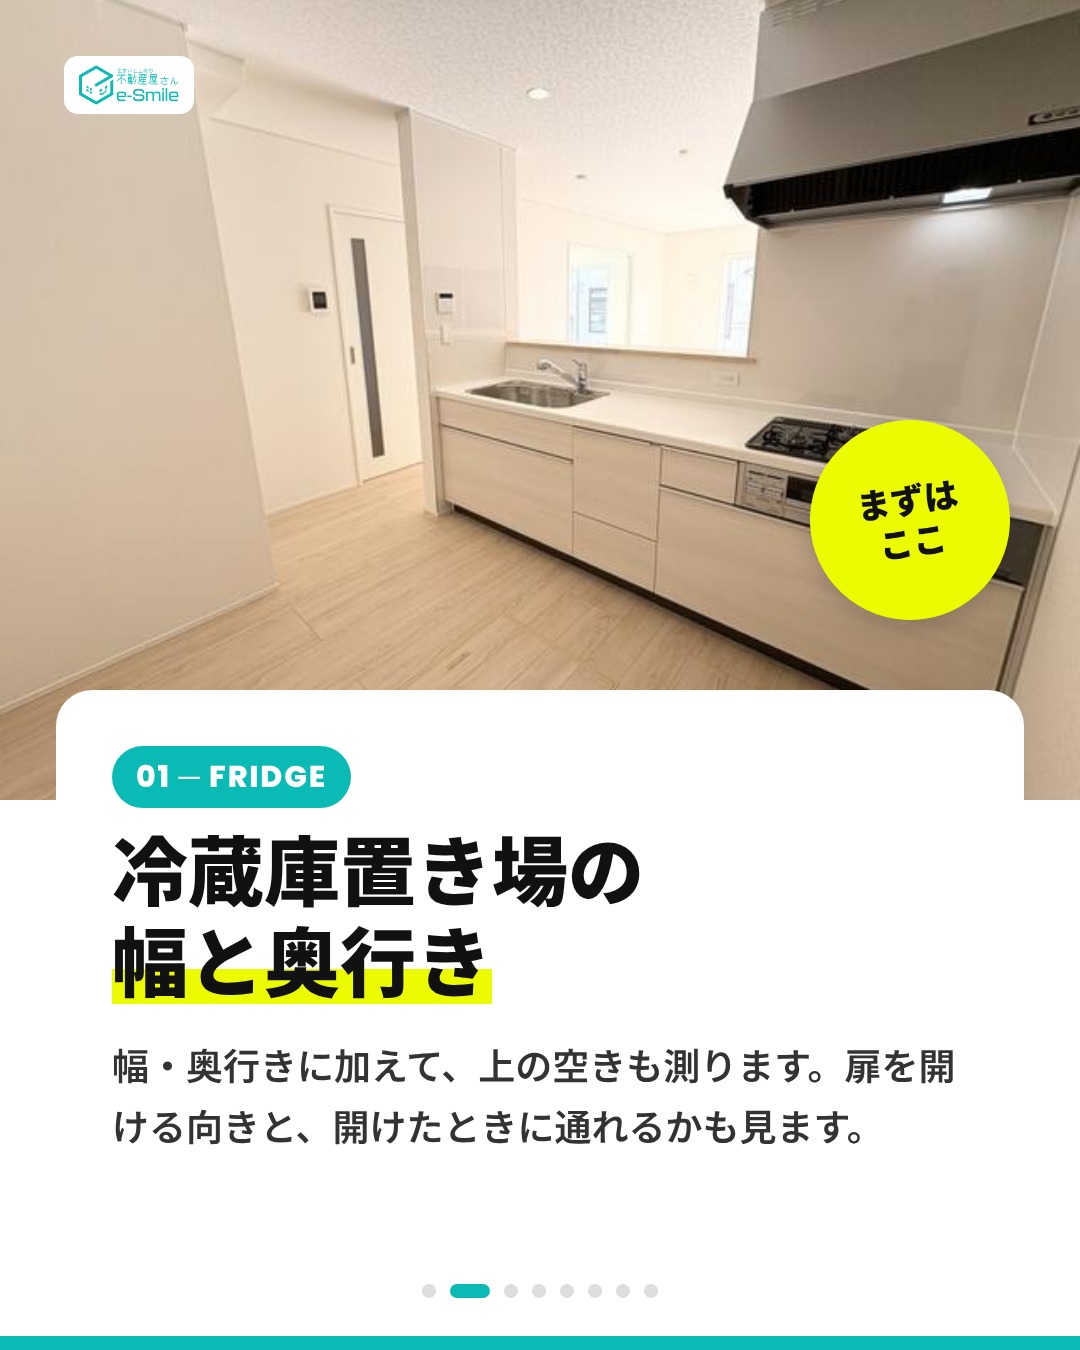 不動産屋さん
e-Smile
まずは
ここ
01 — FRIDGE
冷蔵庫置き場の
幅と奥行き
幅・奥行きに加えて、上の空きも測ります。扉を開
ける向きと、開けたときに通れるかも見ます。